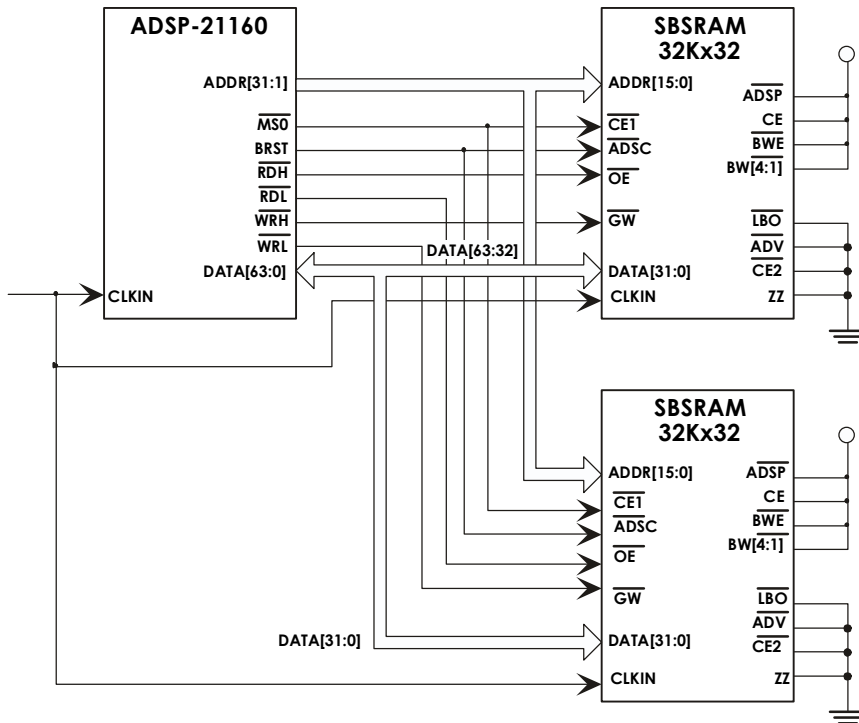 ADSP-21160
ADDR[31:1]
MS0
BRST
RDH
RDL
WRH
WRL
DATA[63:0]
CLKIN
DATA[63:32]
DATA[31:0]
SBSRAM
32Kx32
ADDR[15:0]
CE1
ADSC
OE
GW
DATA[31:0]
CLKIN
ADSP
CE
BWE
BW[4:1]
LBO
ADV
CE2
ZZ
SBSRAM
32Kx32
ADDR[15:0]
CE1
ADSC
OE
GW
DATA[31:0]
CLKIN
ADSP
CE
BWE
BW[4:1]
LBO
ADV
CE2
ZZ